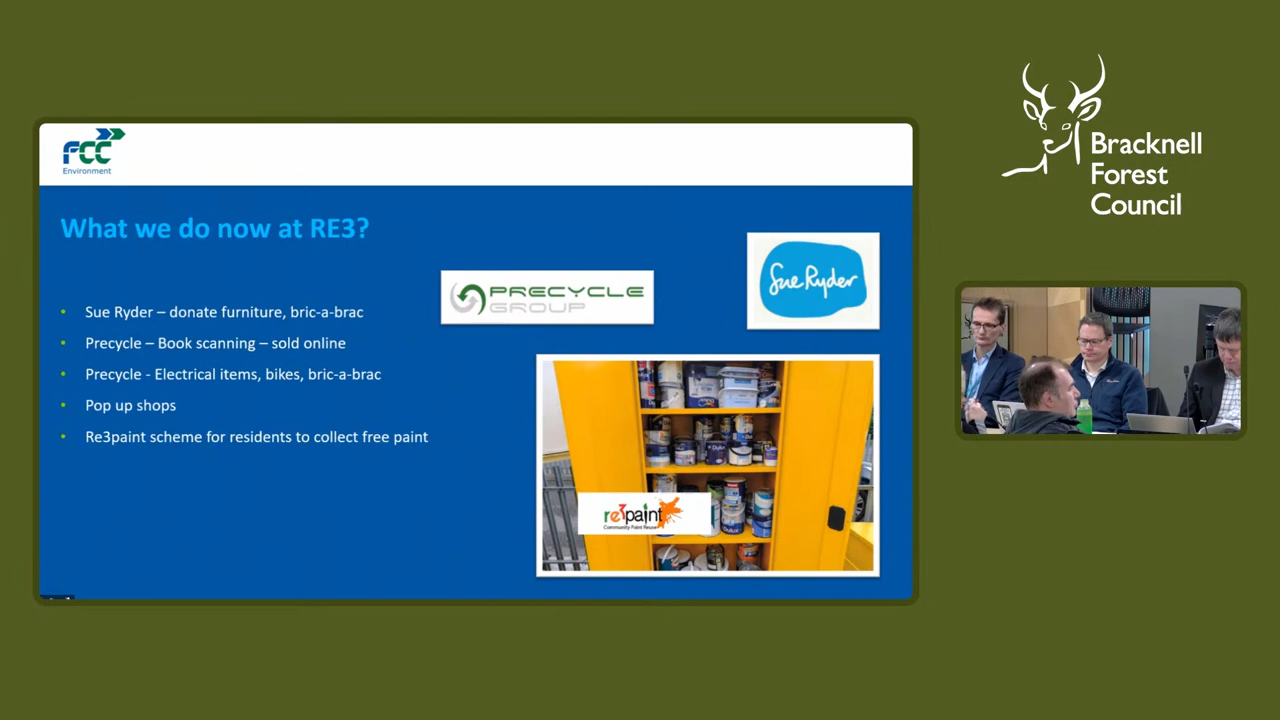 FCC
Environment
What we do now at RE3?
• Sue Ryder – donate furniture, bric-a-brac
• Precycle – Book scanning – sold online
• Precycle - Electrical items, bikes, bric-a-brac
• Pop up shops
• Re3paint scheme for residents to collect free paint
PRECYCLE
GROUP
Sue Ryder
re3paint
Community Paint Reuse
Dulux
Bracknell
Forest
Council